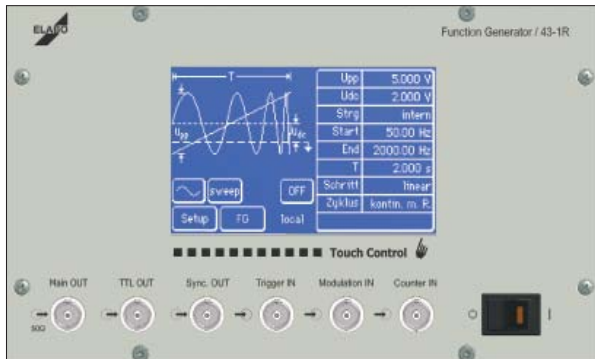 ELABO
Function Generator / 43-1R
T
Upp
Udc
Upp 5.000 V
Udc 2.000 V
Strg intern
Start 50.00 Hz
End 2000.00 Hz
T 2.000 s
Schritt linear
Zyklus kontin. m. R.
sweep OFF
Setup FG local
Touch Control
Main OUT TTL OUT Sync. OUT Trigger IN Modulation IN Counter IN
50Ω
O I